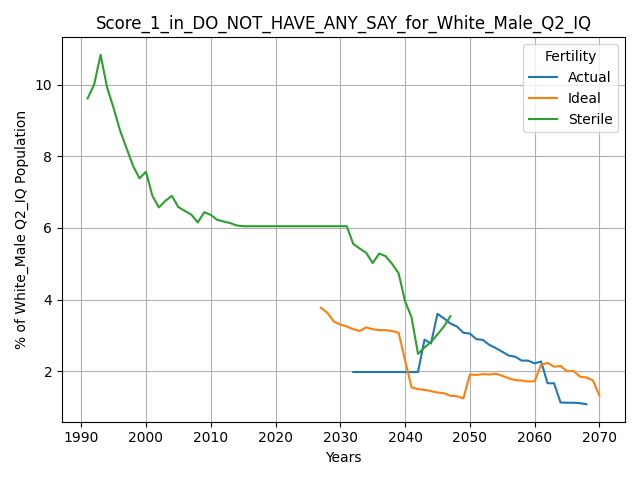 Score_1_in_DO_NOT_HAVE_ANY_SAY_for_White_Male_Q2_IQ
Fertility
Actual
Ideal
Sterile
% of White_Male Q2_IQ Population
10
8
6
4
2
1990 2000 2010 2020 2030 2040 2050 2060 2070
Years